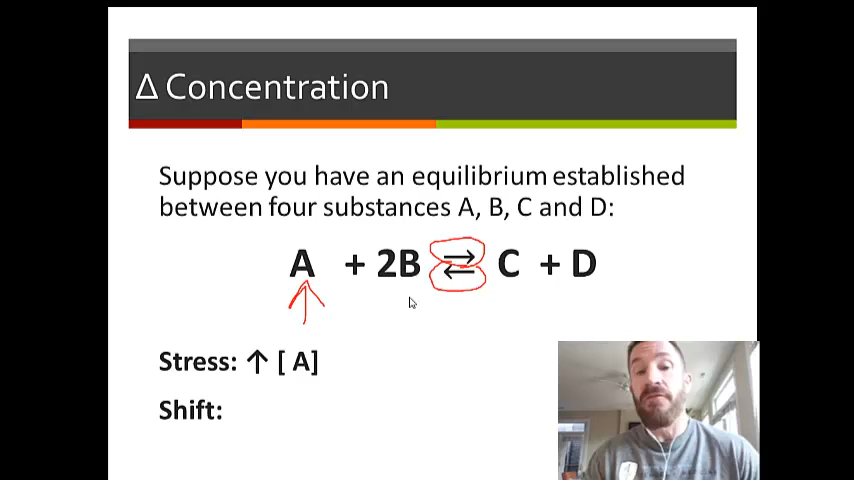 Δ Concentration
Suppose you have an equilibrium established
between four substances A, B, C and D:
A + 2B ⇄ C + D
Stress: ↑ [ A]
Shift: